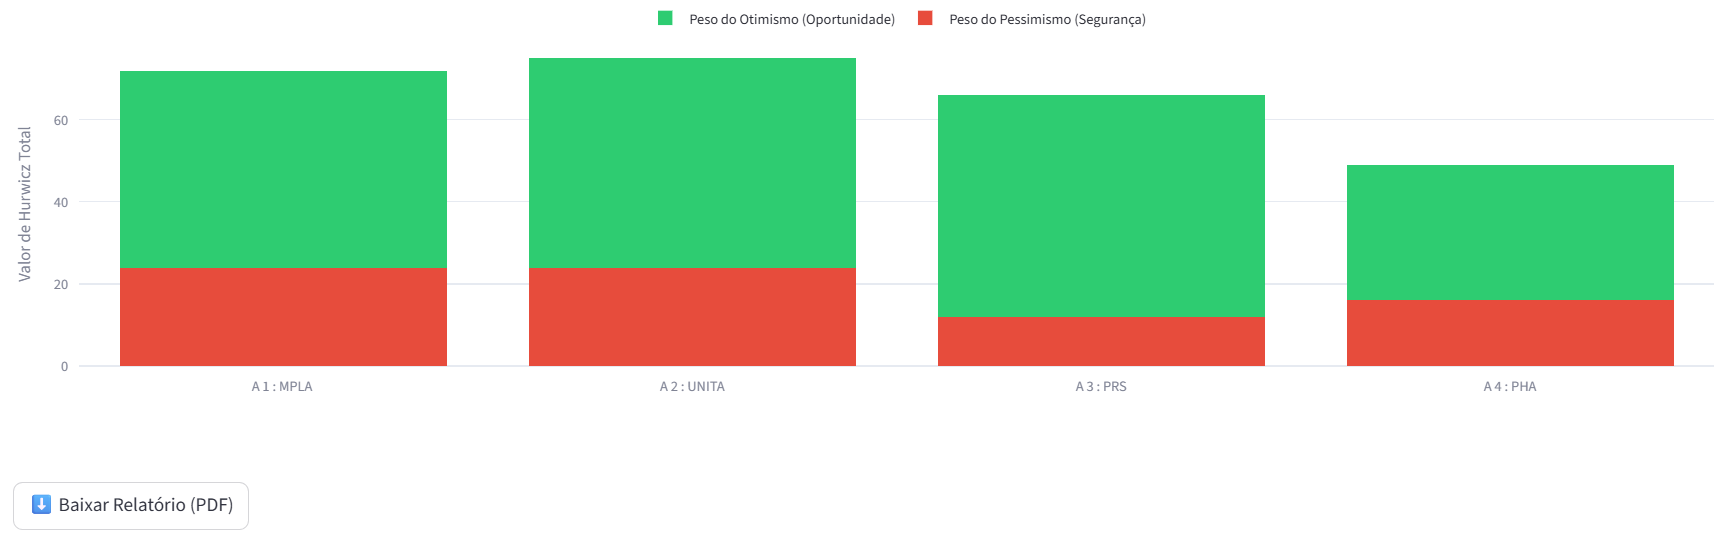 Peso do Otimismo (Oportunidade) Peso do Pessimismo (Segurança)
Valor de Hurwicz Total
60
40
20
0
A 1 : MPLA A 2 : UNITA A 3 : PRS A 4 : PHA
Baixar Relatório (PDF)